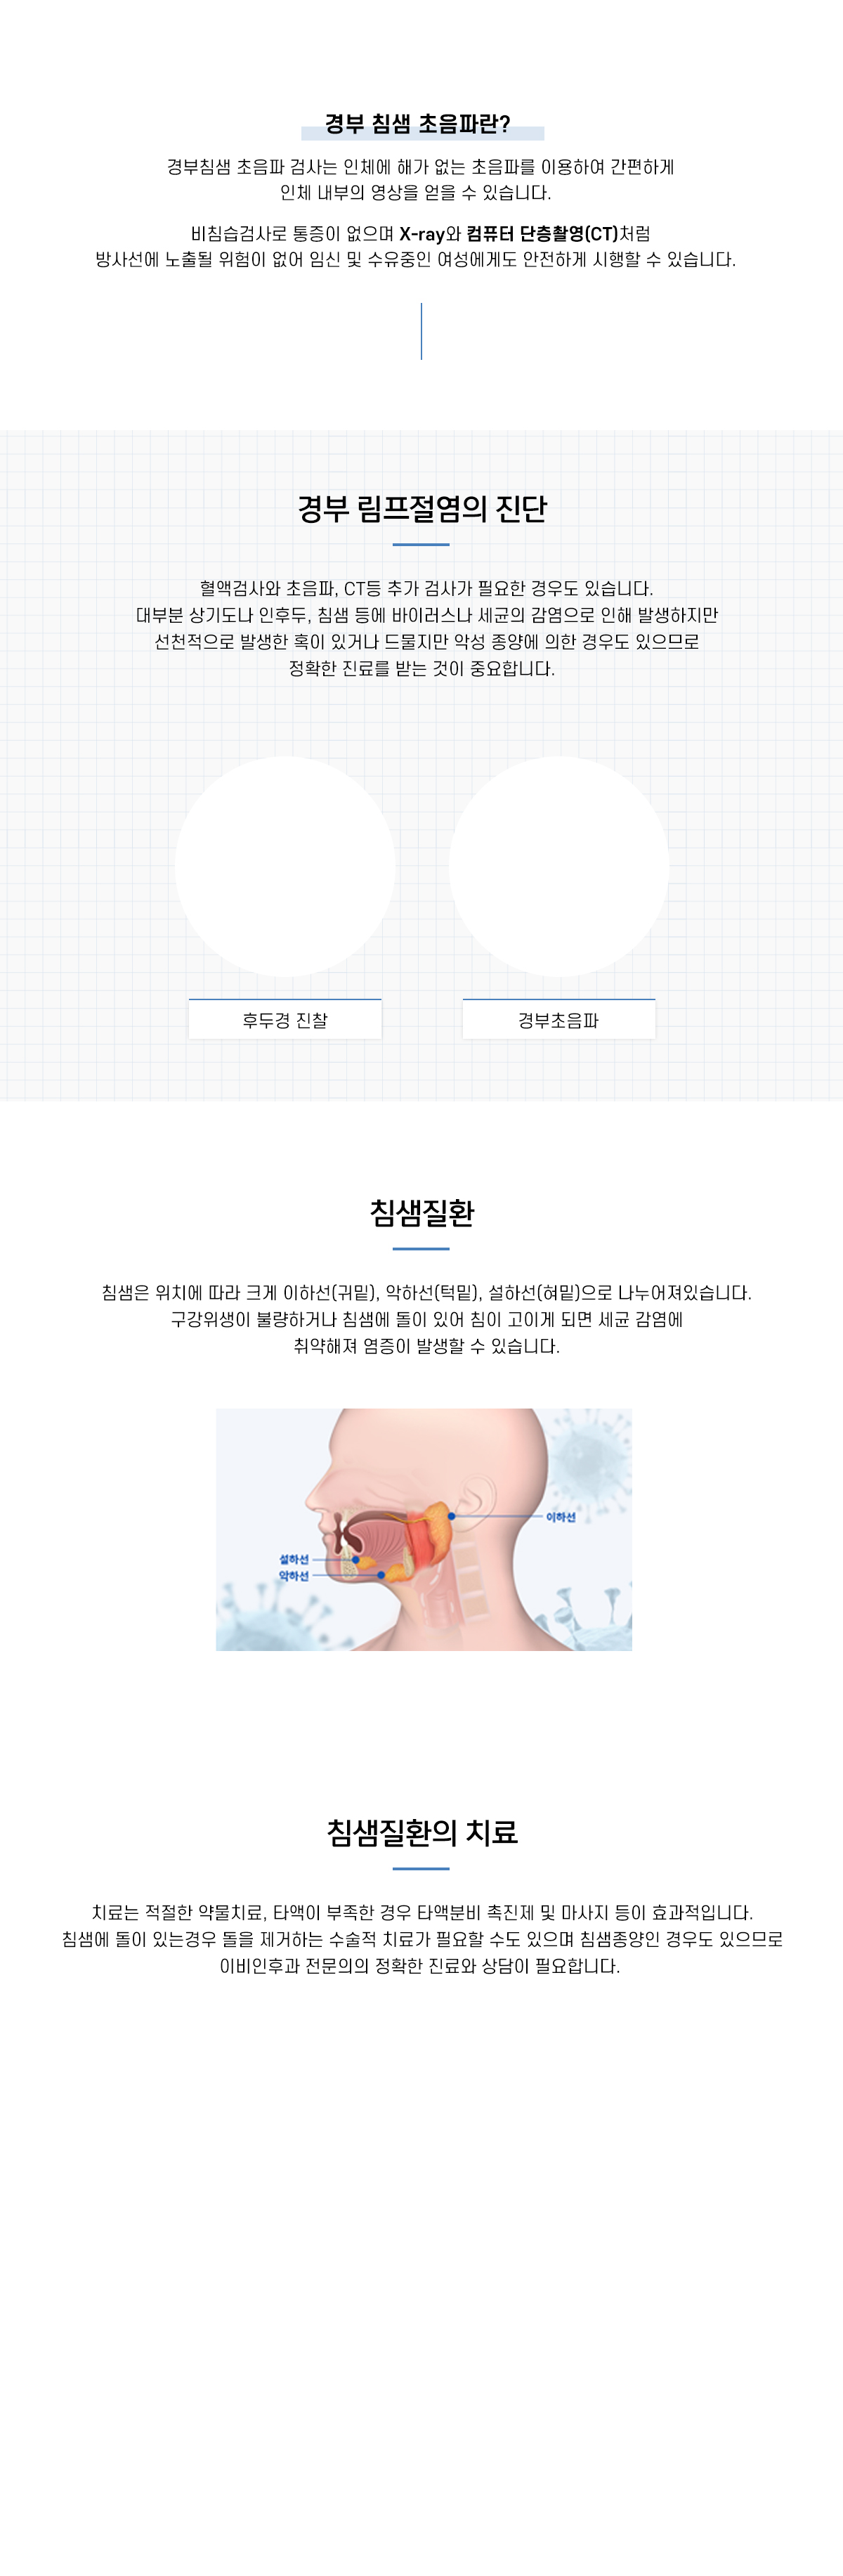 경부 침샘 초음파란?
경부침샘 초음파 검사는 인체에 해가 없는 초음파를 이용하여 간편하게
인체 내부의 영상을 얻을 수 있습니다.
비침습검사로 통증이 없으며 X-ray와 컴퓨터 단층촬영(CT)처럼
방사선에 노출될 위험이 없어 임신 및 수유중인 여성에게도 안전하게 시행할 수 있습니다.
경부 림프절염의 진단
혈액검사와 초음파, CT등 추가 검사가 필요한 경우도 있습니다.
대부분 상기도나 인후두, 침샘 등에 바이러스나 세균의 감염으로 인해 발생하지만
선천적으로 발생한 혹이 있거나 드물지만 악성 종양에 의한 경우도 있으므로
정확한 진료를 받는 것이 중요합니다.
후두경 진찰
경부초음파
침샘질환
침샘은 위치에 따라 크게 이하선(귀밑), 악하선(턱밑), 설하선(혀밑)으로 나누어져있습니다.
구강위생이 불량하거나 침샘에 돌이 있어 침이 고이게 되면 세균 감염에
취약해져 염증이 발생할 수 있습니다.
이하선
설하선
악하선
침샘질환의 치료
치료는 적절한 약물치료, 타액이 부족한 경우 타액분비 촉진제 및 마사지 등이 효과적입니다.
침샘에 돌이 있는경우 돌을 제거하는 수술적 치료가 필요할 수도 있으며 침샘종양인 경우도 있으므로
이비인후과 전문의의 정확한 진료와 상담이 필요합니다.